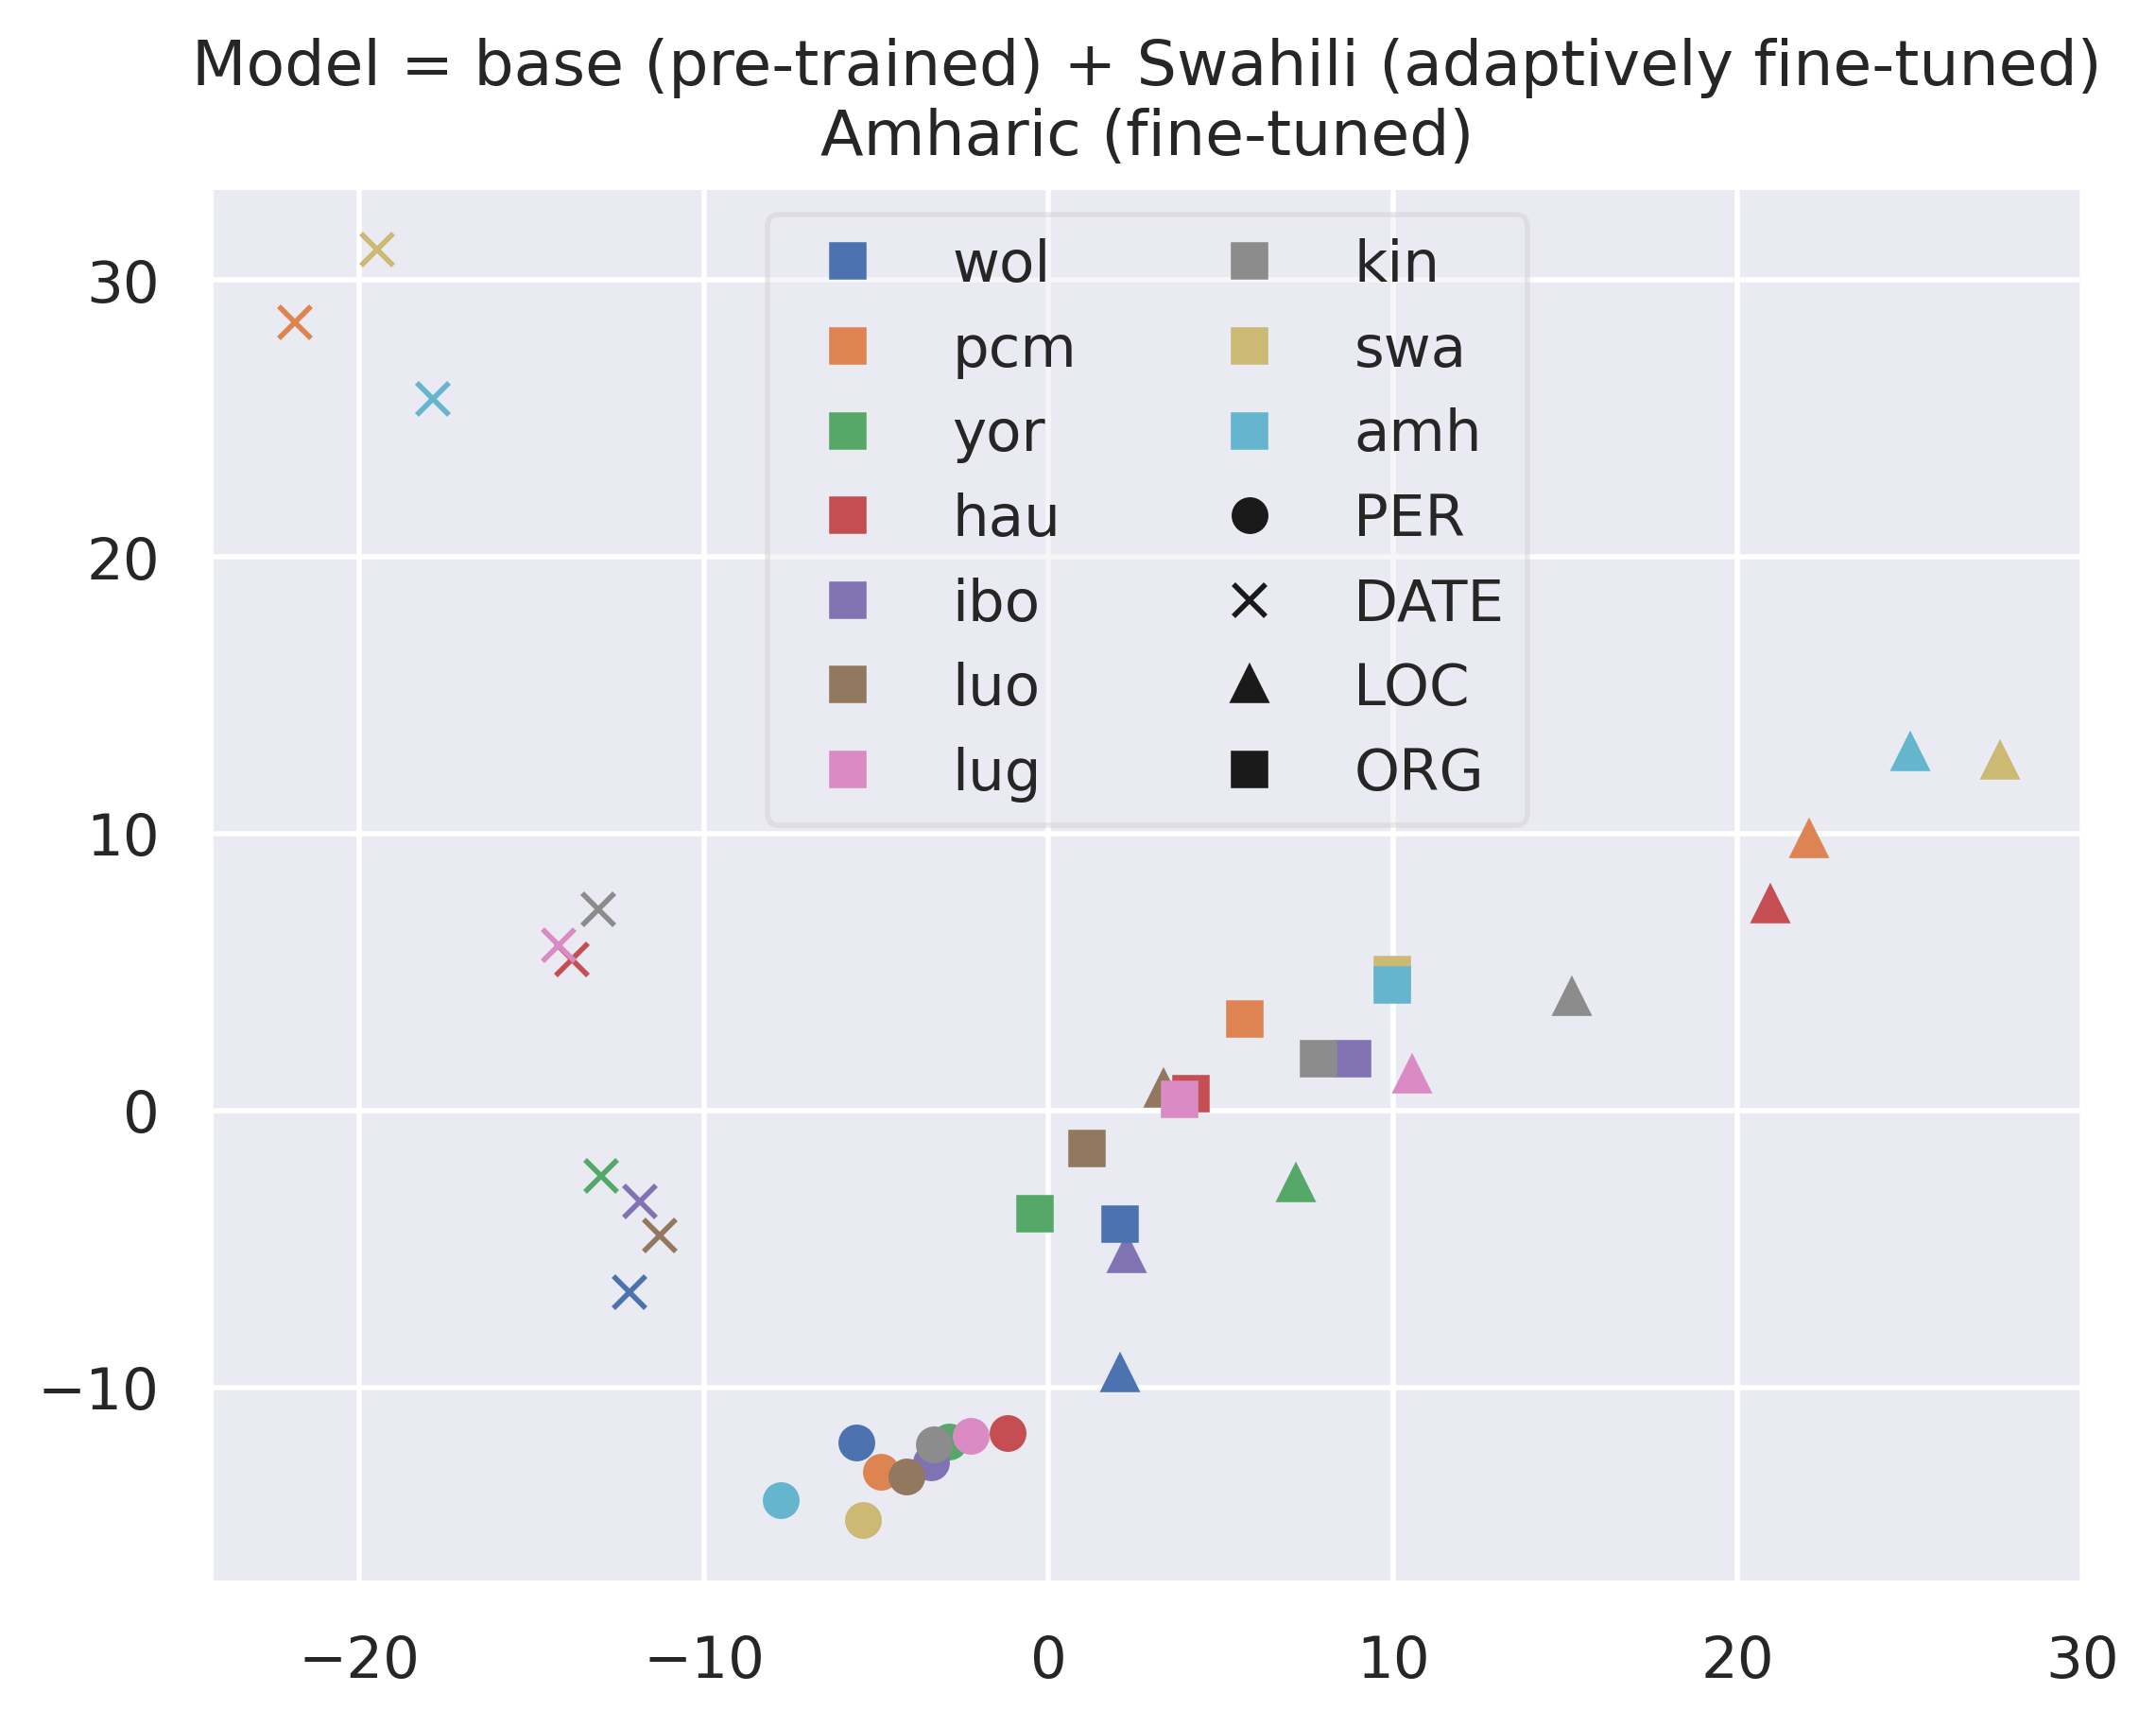 Model = base (pre-trained) + Swahili (adaptively fine-tuned)
Amharic (fine-tuned)
30
20
10
0
−10
wol
pcm
yor
hau
ibo
luo
lug
kin
swa
amh
PER
DATE
LOC
ORG
−20
−10
0
10
20
30